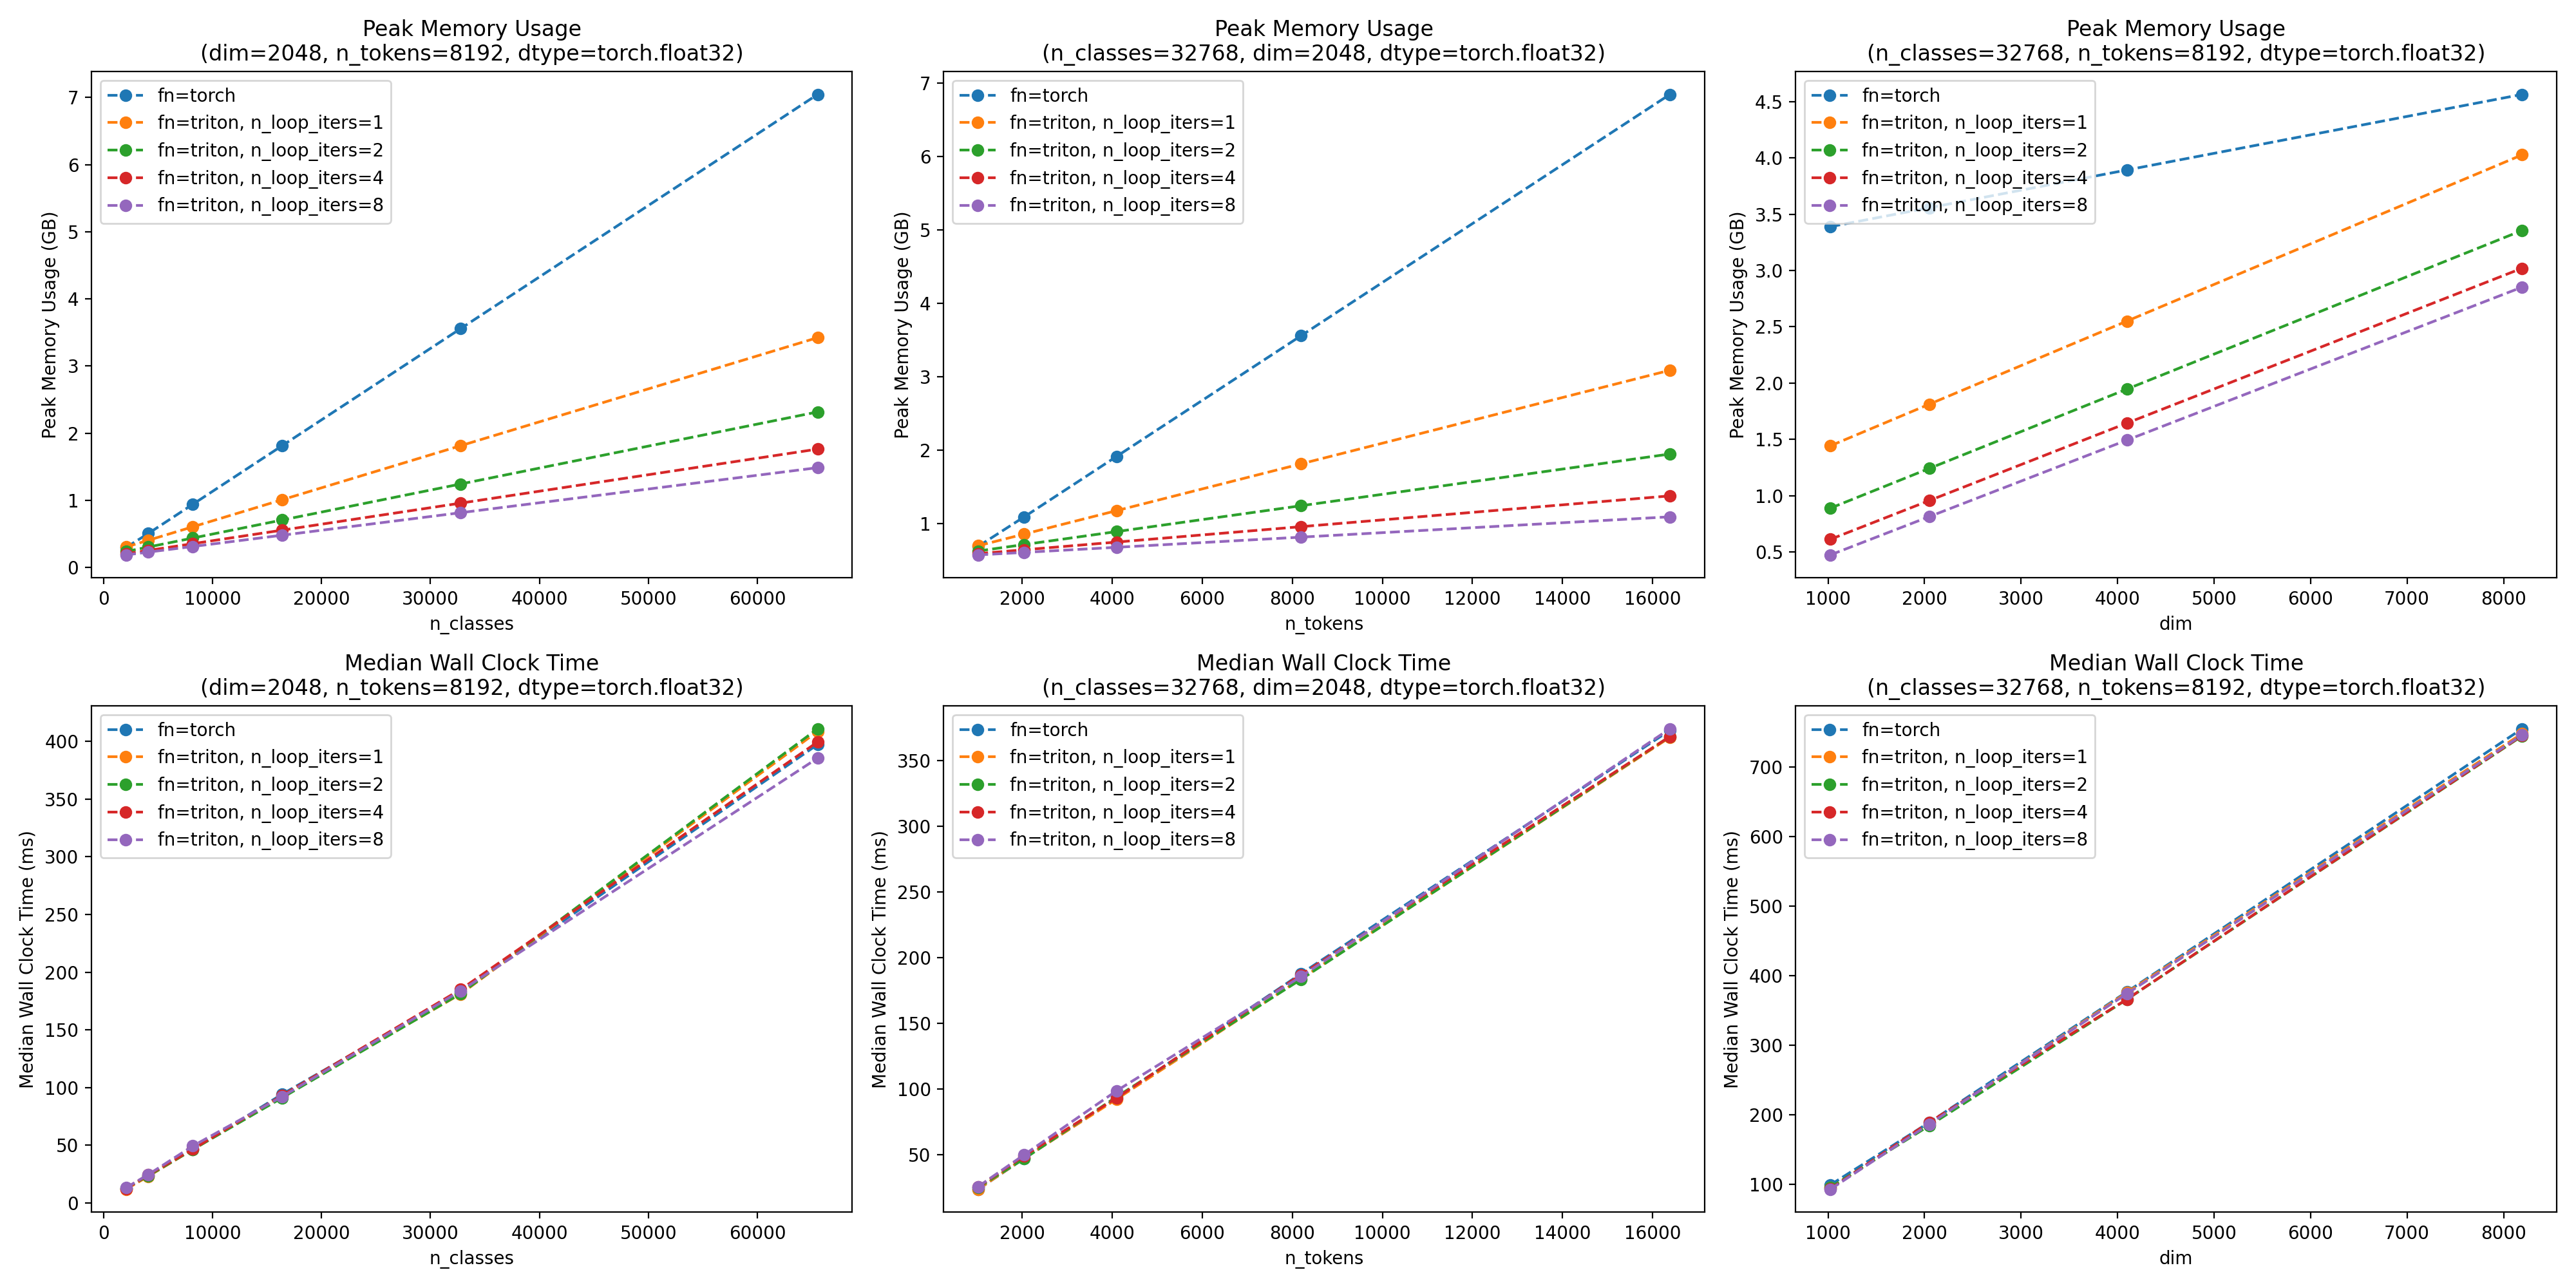 Peak Memory Usage
(dim=2048, n_tokens=8192, dtype=torch.float32)
fn=torch
fn=triton, n_loop_iters=1
fn=triton, n_loop_iters=2
fn=triton, n_loop_iters=4
fn=triton, n_loop_iters=8
Peak Memory Usage (GB)
7
6
5
4
3
2
1
0
0 10000 20000 30000 40000 50000 60000
n_classes
Peak Memory Usage
(n_classes=32768, dim=2048, dtype=torch.float32)
fn=torch
fn=triton, n_loop_iters=1
fn=triton, n_loop_iters=2
fn=triton, n_loop_iters=4
fn=triton, n_loop_iters=8
Peak Memory Usage (GB)
7
6
5
4
3
2
1
2000 4000 6000 8000 10000 12000 14000 16000
n_tokens
Peak Memory Usage
(n_classes=32768, n_tokens=8192, dtype=torch.float32)
fn=torch
fn=triton, n_loop_iters=1
fn=triton, n_loop_iters=2
fn=triton, n_loop_iters=4
fn=triton, n_loop_iters=8
Peak Memory Usage (GB)
4.5
4.0
3.5
3.0
2.5
2.0
1.5
1.0
0.5
1000 2000 3000 4000 5000 6000 7000 8000
dim
Median Wall Clock Time
(dim=2048, n_tokens=8192, dtype=torch.float32)
fn=torch
fn=triton, n_loop_iters=1
fn=triton, n_loop_iters=2
fn=triton, n_loop_iters=4
fn=triton, n_loop_iters=8
Median Wall Clock Time (ms)
400
350
300
250
200
150
100
50
0
0 10000 20000 30000 40000 50000 60000
n_classes
Median Wall Clock Time
(n_classes=32768, dim=2048, dtype=torch.float32)
fn=torch
fn=triton, n_loop_iters=1
fn=triton, n_loop_iters=2
fn=triton, n_loop_iters=4
fn=triton, n_loop_iters=8
Median Wall Clock Time (ms)
350
300
250
200
150
100
50
2000 4000 6000 8000 10000 12000 14000 16000
n_tokens
Median Wall Clock Time
(n_classes=32768, n_tokens=8192, dtype=torch.float32)
fn=torch
fn=triton, n_loop_iters=1
fn=triton, n_loop_iters=2
fn=triton, n_loop_iters=4
fn=triton, n_loop_iters=8
Median Wall Clock Time (ms)
700
600
500
400
300
200
100
1000 2000 3000 4000 5000 6000 7000 8000
dim